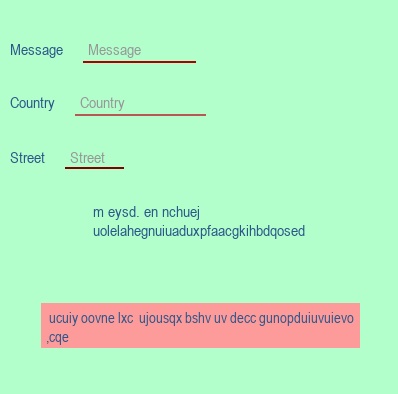 Message Message
Country Country
Street Street
m eysd. en nchuej
uolelahegnuiuaduxpfaacgkihbdqosed
ucuiy oovne lxc ujousqx bshv uv decc gunopduiuvuievo
,cqe